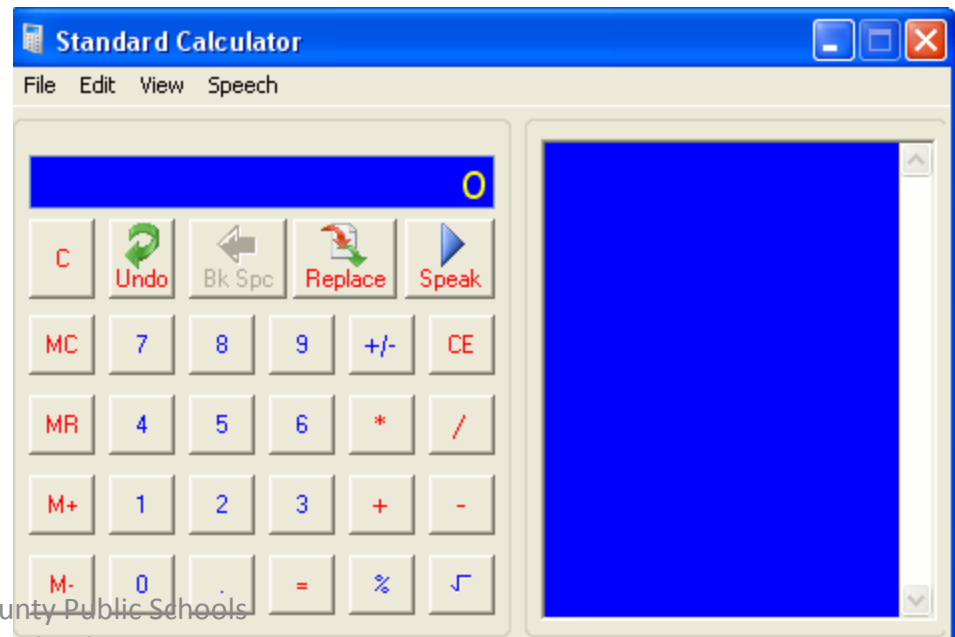 Standard Calculator
File Edit View Speech
0
C Undo Bk Spc Replace Speak
MC 7 8 9 +/- CE
MR 4 5 6 * /
M+ 1 2 3 + -
M- 0 . = % √
Public Schools